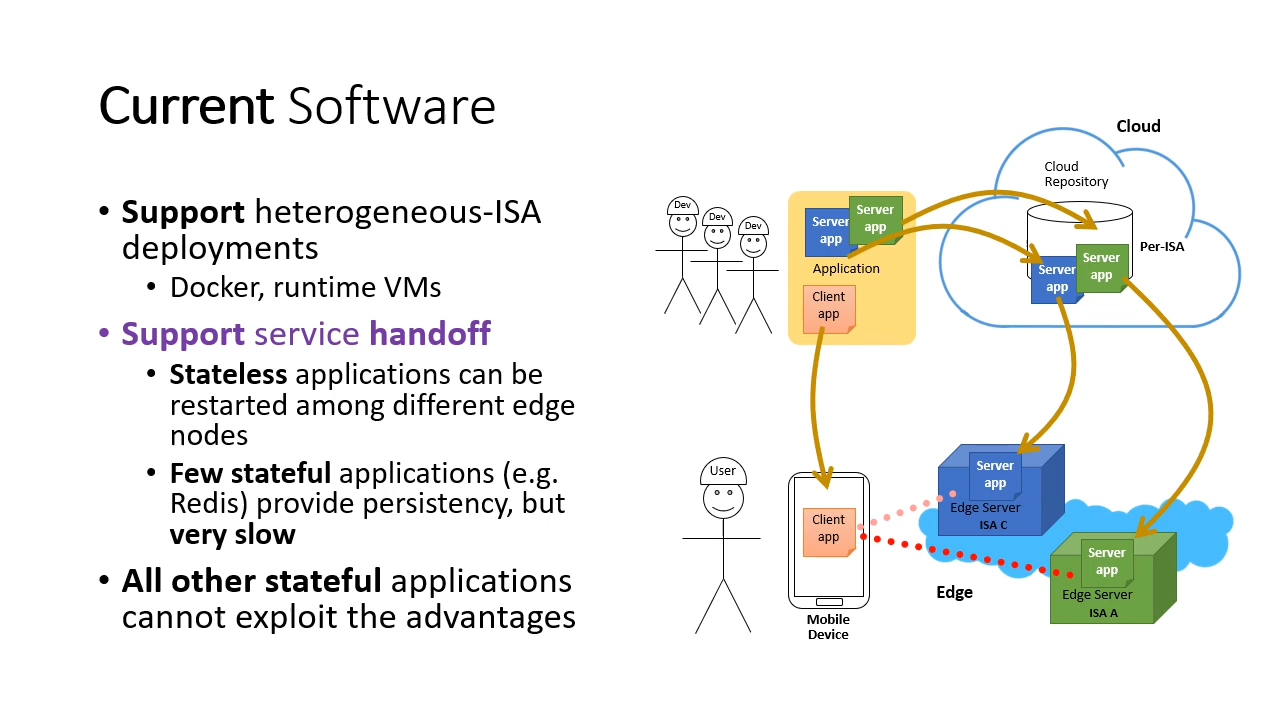 Current Software
• Support heterogeneous-ISA
deployments
• Docker, runtime VMs
• Support service handoff
• Stateless applications can be
restarted among different edge
nodes
• Few stateful applications (e.g.
Redis) provide persistency, but
very slow
• All other stateful applications
cannot exploit the advantages
Dev
Dev
Dev
Server
app
Server
app
Application
Client
app
Cloud
Cloud
Repository
Per-ISA
Server
app
Server
app
User
Client
app
Mobile
Device
Server
app
Edge Server
ISA C
Edge
Server
app
Edge Server
ISA A